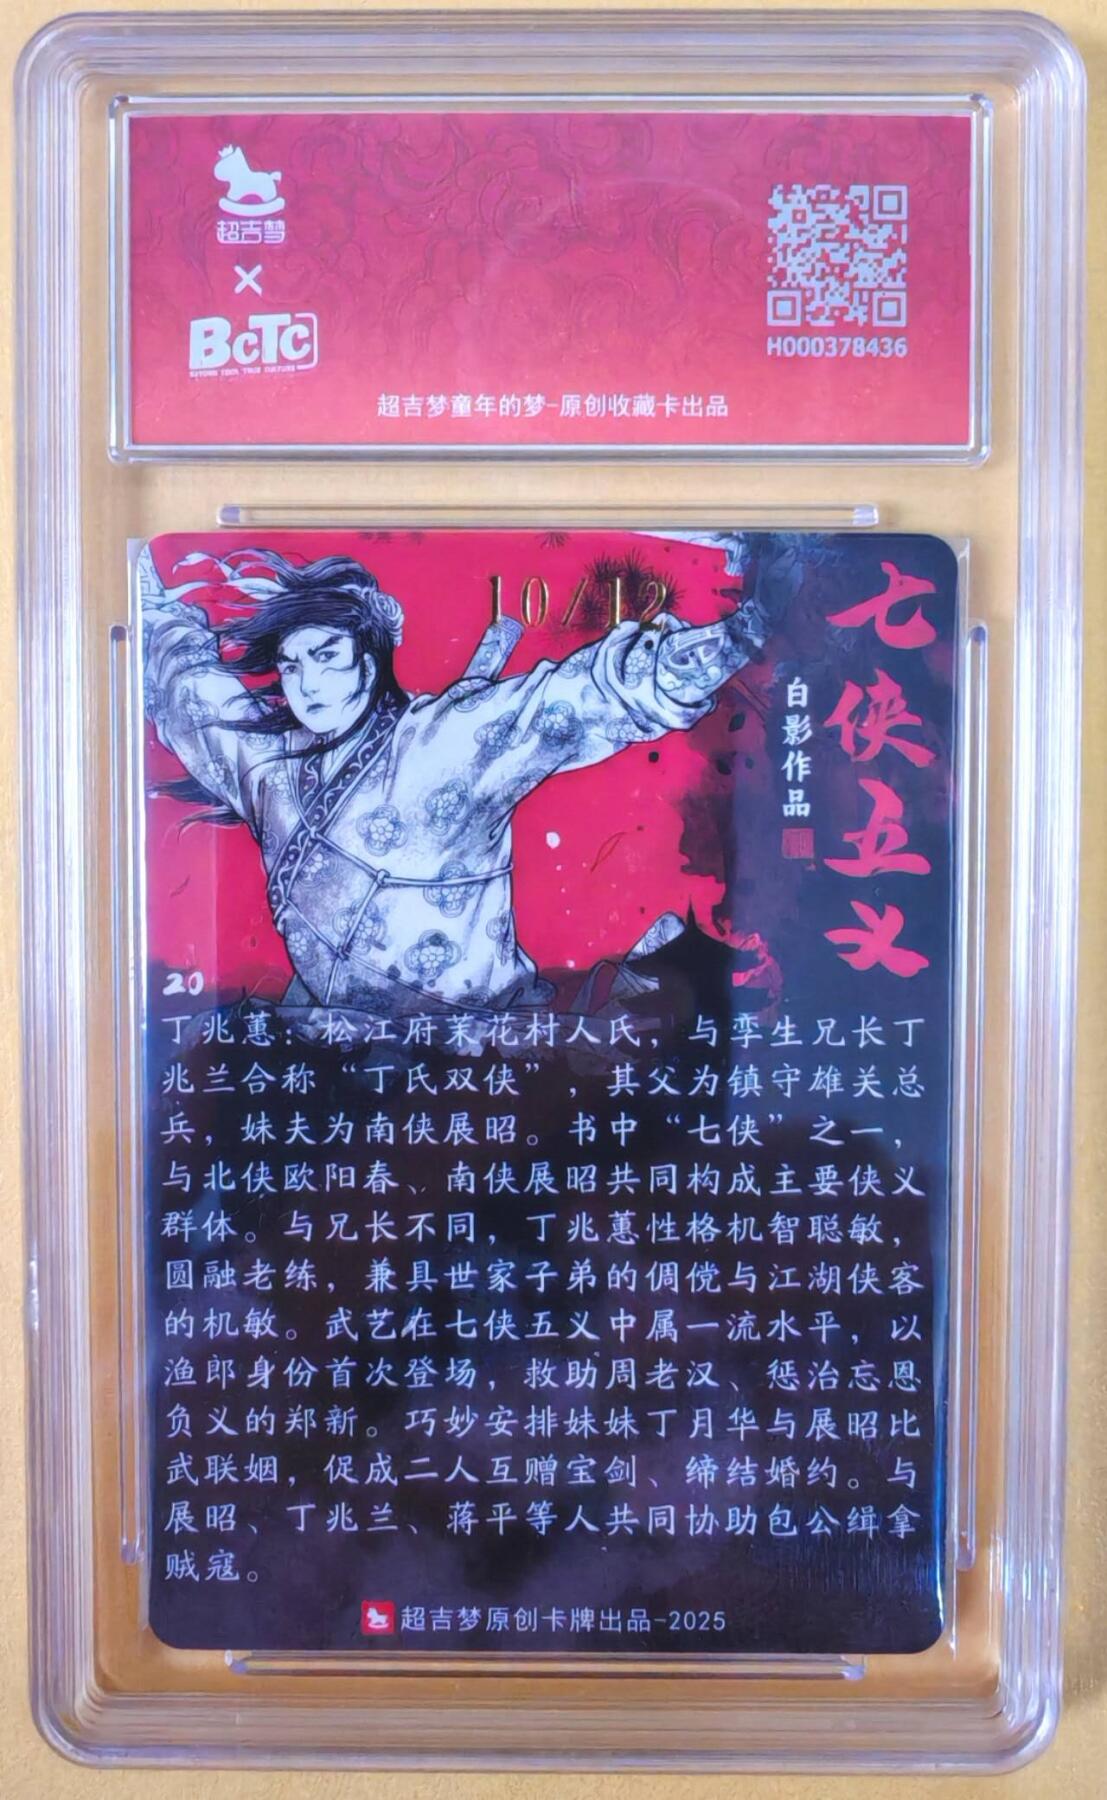 超吉梦
×
BCTC
BEYOND TEEN TRUE CULTURE
H000378436
超吉梦童年的梦-原创收藏卡出品
10/12
七侠五义
白影作品
20
丁兆蕙：松江府茉花村人氏，与孪生兄长丁
兆兰合称“丁氏双侠”，其父为镇守雄关总
兵，妹夫为南侠展昭。书中“七侠”之一，
与北侠欧阳春、南侠展昭共同构成主要侠义
群体。与兄长不同，丁兆蕙性格机智聪敏，
圆融老练，兼具世家子弟的倜傥与江湖侠客
的机敏。武艺在七侠五义中属一流水平，以
渔郎身份首次登场，救助周老汉、惩治忘恩
负义的郑新。巧妙安排妹妹丁月华与展昭比
武联姻，促成二人互赠宝剑、缔结婚约。与
展昭、丁兆兰、蒋平等人共同协助包公缉拿
贼寇。
超吉梦原创卡牌出品-2025